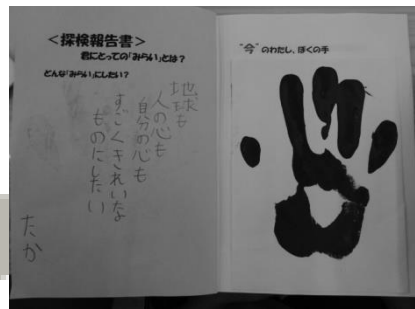 ＜探検報告書＞
君にとっての「みらい」とは？
どんな「みらい」にしたい？
地球も
人の心も
自分の心も
すごくきれいな
ものにしたい
たか
"今"のわたし、ぼくの手